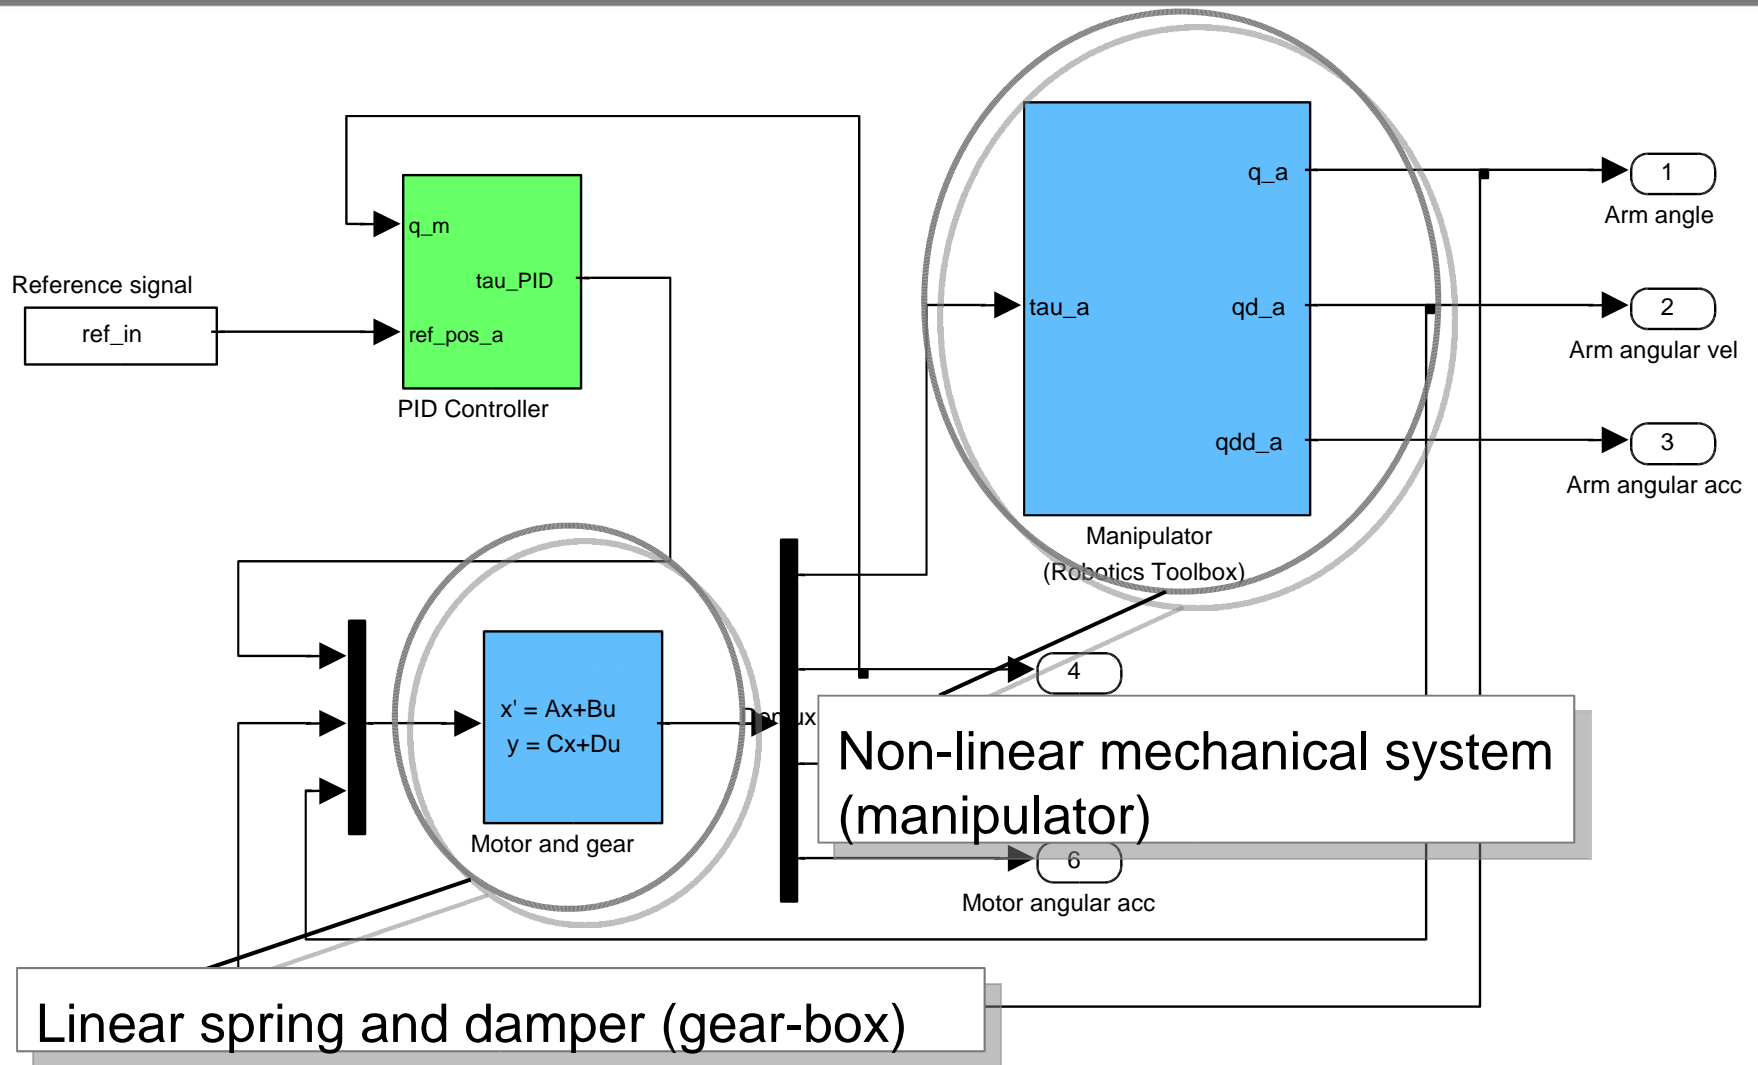 q_a
1
Arm angle
q_m
tau_PID
Reference signal
ref_in
ref_pos_a
PID Controller
tau_a
qd_a
2
Arm angular vel
qdd_a
3
Arm angular acc
Manipulator
(Robotics Toolbox)
4
x' = Ax+Bu
y = Cx+Du
Motor and gear
Non-linear mechanical system
(manipulator)
6
Motor angular acc
Linear spring and damper (gear-box)